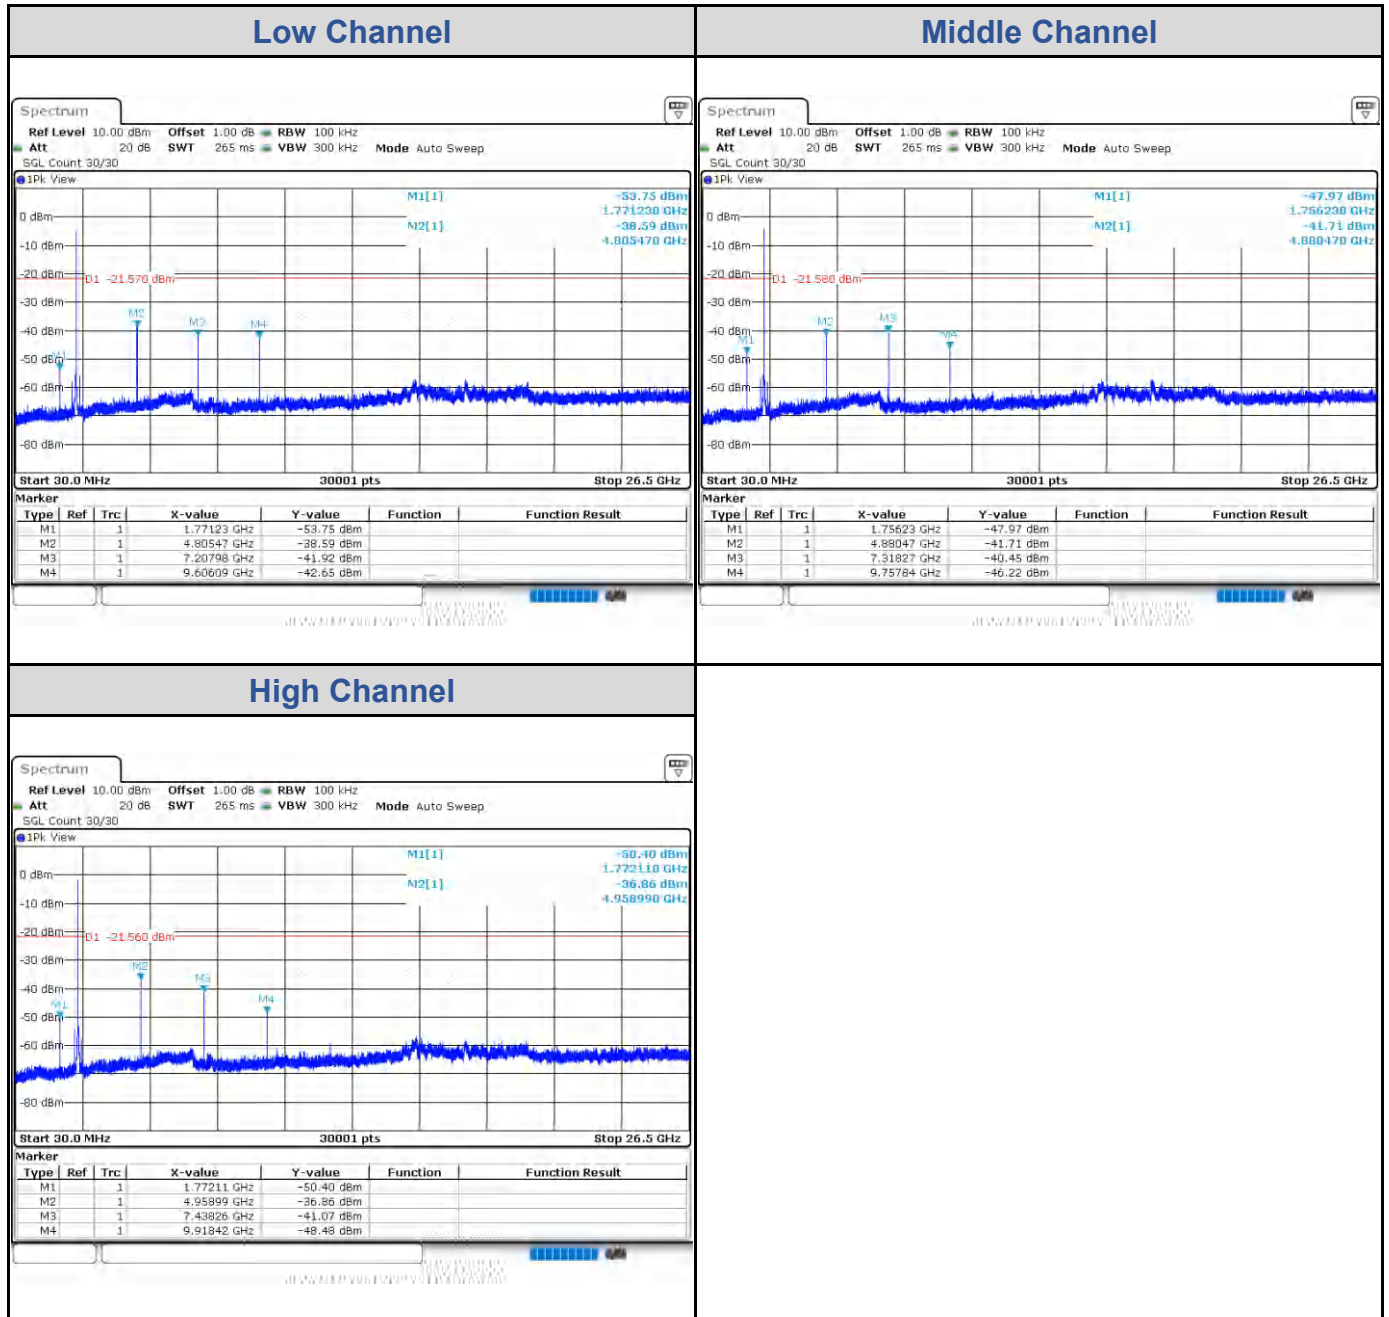 Low Channel
Spectrum
Ref Level 10.00 dBm Offset 1.00 dB RBW 100 kHz
Att 20 dB SWT 265 ms VBW 300 kHz Mode Auto Sweep
SGL Count 30/30
1Pk View
M1[1] -53.75 dBm
1.771230 GHz
0 dBm
M2[1] -38.59 dBm
4.805470 GHz
-10 dBm
-20 dBm
D1 -21.570 dBm
-30 dBm
M2
M3
M4
-40 dBm
M1
-50 dBm
-60 dBm
-80 dBm
Start 30.0 MHz 30001 pts Stop 26.5 GHz
Marker
Type Ref Trc X-value Y-value Function Function Result
M1 1 1.77123 GHz -53.75 dBm
M2 1 4.80547 GHz -38.59 dBm
M3 1 7.20798 GHz -41.92 dBm
M4 1 9.60609 GHz -42.65 dBm
Middle Channel
Spectrum
Ref Level 10.00 dBm Offset 1.00 dB RBW 100 kHz
Att 20 dB SWT 265 ms VBW 300 kHz Mode Auto Sweep
SGL Count 30/30
1Pk View
M1[1] -47.97 dBm
1.756230 GHz
0 dBm
M2[1] -41.71 dBm
4.880470 GHz
-10 dBm
-20 dBm
D1 -21.580 dBm
-30 dBm
M2
M3
M4
-40 dBm
M1
-50 dBm
-60 dBm
-80 dBm
Start 30.0 MHz 30001 pts Stop 26.5 GHz
Marker
Type Ref Trc X-value Y-value Function Function Result
M1 1 1.75623 GHz -47.97 dBm
M2 1 4.88047 GHz -41.71 dBm
M3 1 7.31827 GHz -40.45 dBm
M4 1 9.75784 GHz -46.22 dBm
High Channel
Spectrum
Ref Level 10.00 dBm Offset 1.00 dB RBW 100 kHz
Att 20 dB SWT 265 ms VBW 300 kHz Mode Auto Sweep
SGL Count 30/30
1Pk View
M1[1] -50.40 dBm
1.772110 GHz
0 dBm
M2[1] -36.86 dBm
4.958990 GHz
-10 dBm
-20 dBm
D1 -21.560 dBm
-30 dBm
M2
M3
-40 dBm
M4
M1
-50 dBm
-60 dBm
-80 dBm
Start 30.0 MHz 30001 pts Stop 26.5 GHz
Marker
Type Ref Trc X-value Y-value Function Function Result
M1 1 1.77211 GHz -50.40 dBm
M2 1 4.95899 GHz -36.86 dBm
M3 1 7.43826 GHz -41.07 dBm
M4 1 9.91842 GHz -48.48 dBm